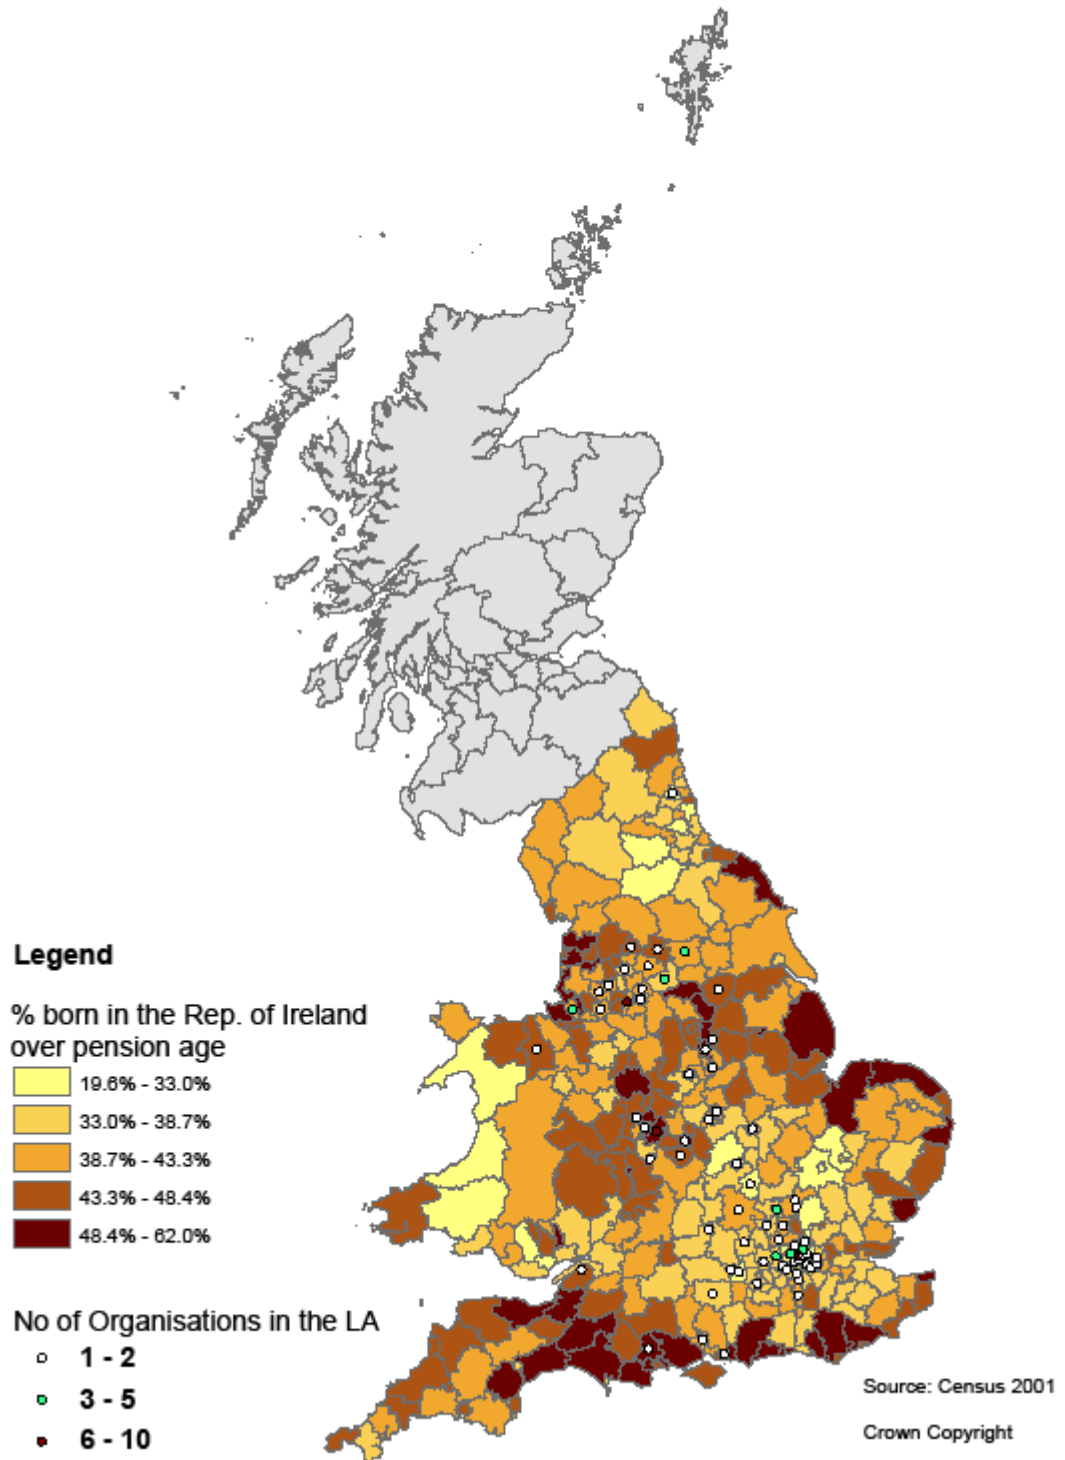 Legend
% born in the Rep. of Ireland
over pension age
19.6% - 33.0%
33.0% - 38.7%
38.7% - 43.3%
43.3% - 48.4%
48.4% - 62.0%
No of Organisations in the LA
1 - 2
3 - 5
6 - 10
Source: Census 2001
Crown Copyright